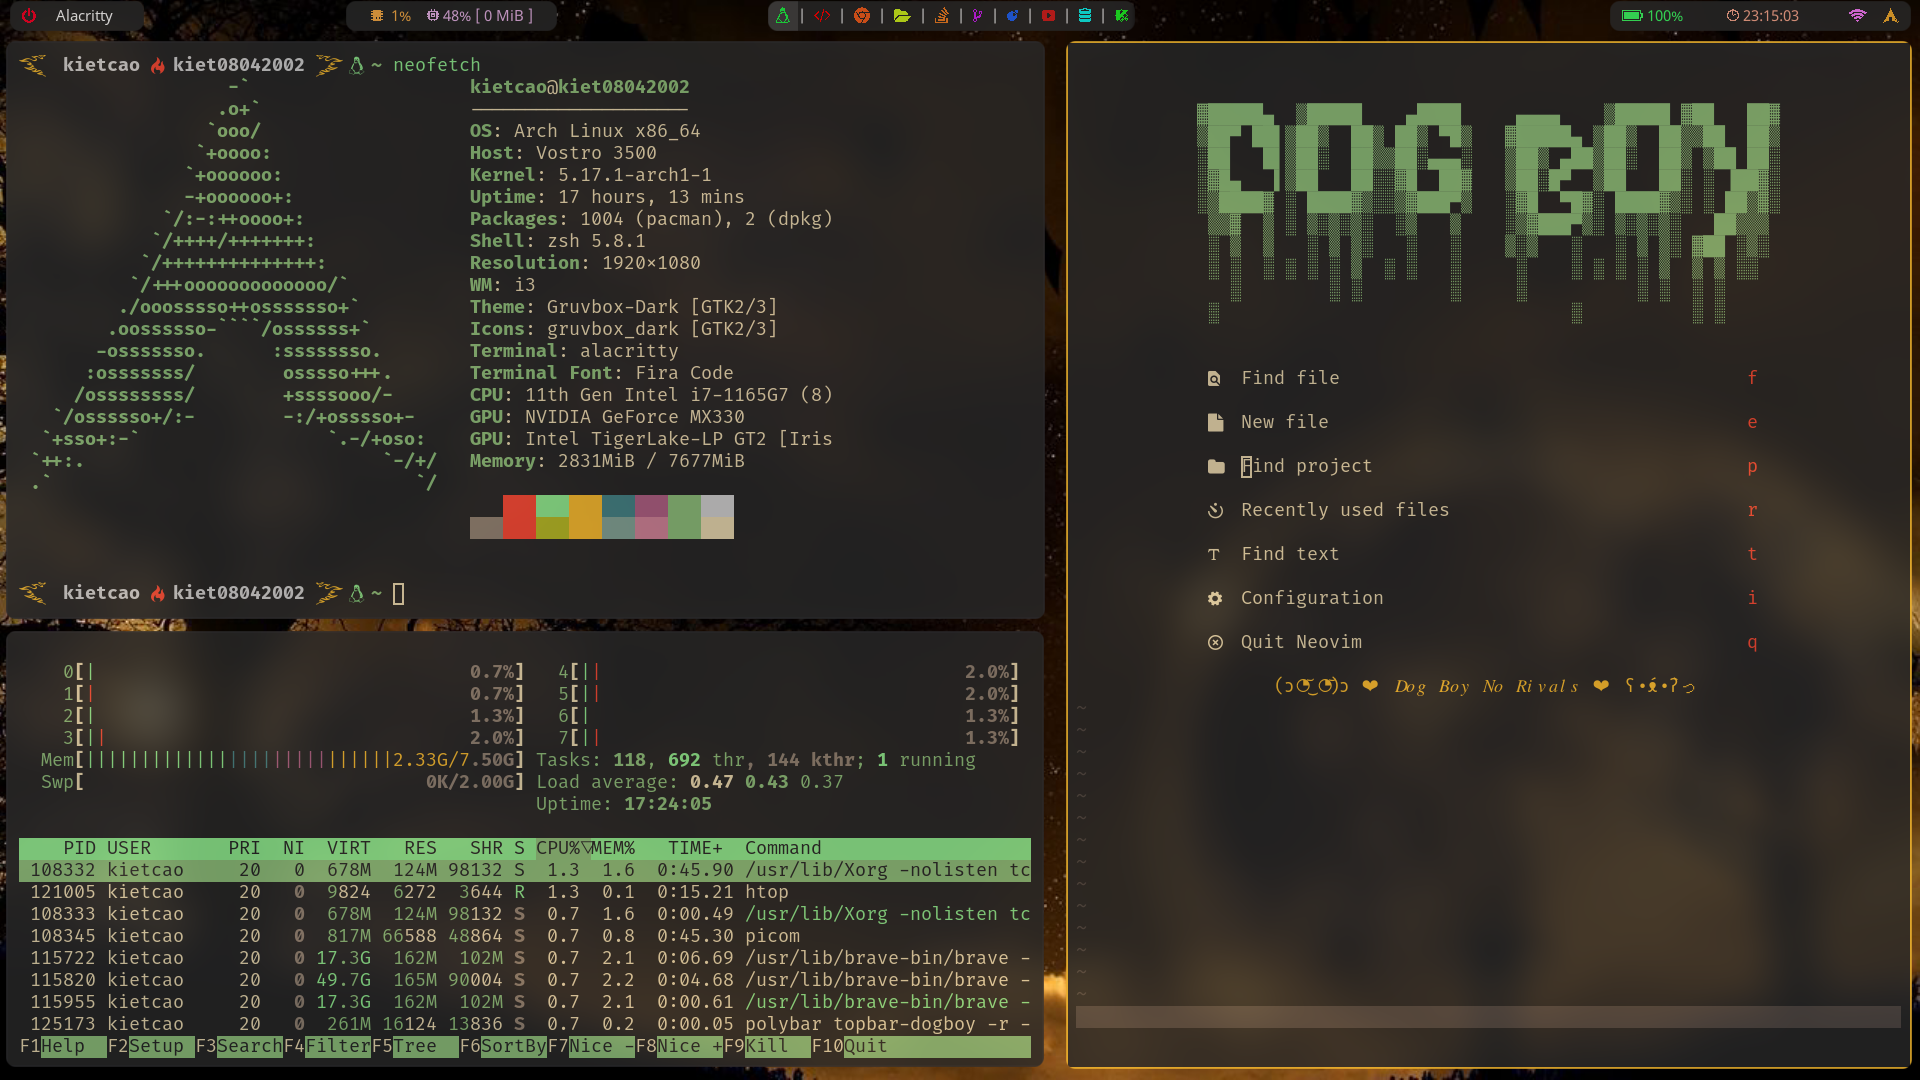 Alacritty 1% 48% [ 0 MiB ] 100% 23:15:03
kietcao kiet08042002 ~ neofetch
kietcao@kiet08042002
OS: Arch Linux x86_64
Host: Vostro 3500
Kernel: 5.17.1-arch1-1
Uptime: 17 hours, 13 mins
Packages: 1004 (pacman), 2 (dpkg)
Shell: zsh 5.8.1
Resolution: 1920×1080
WM: i3
Theme: Gruvbox-Dark [GTK2/3]
Icons: gruvbox_dark [GTK2/3]
Terminal: alacritty
Terminal Font: Fira Code
CPU: 11th Gen Intel i7-1165G7 (8)
GPU: NVIDIA GeForce MX330
GPU: Intel TigerLake-LP GT2 [Iris
Memory: 2831MiB / 7677MiB
kietcao kiet08042002 ~
0[| 0.7%] 4[|| 2.0%]
1[| 0.7%] 5[|| 2.0%]
2[| 1.3%] 6[| 1.3%]
3[|| 2.0%] 7[|| 1.3%]
Mem[||||||||||||||||||||||||||||2.33G/7.50G] Tasks: 118, 692 thr, 144 kthr; 1 running
Swp[ 0K/2.00G] Load average: 0.47 0.43 0.37
Uptime: 17:24:05
PID USER PRI NI VIRT RES SHR S CPU%▽MEM% TIME+ Command
108332 kietcao 20 0 678M 124M 98132 S 1.3 1.6 0:45.90 /usr/lib/Xorg -nolisten tc
121005 kietcao 20 0 9824 6272 3644 R 1.3 0.1 0:15.21 htop
108333 kietcao 20 0 678M 124M 98132 S 0.7 1.6 0:00.49 /usr/lib/Xorg -nolisten tc
108345 kietcao 20 0 817M 66588 48864 S 0.7 0.8 0:45.30 picom
115722 kietcao 20 0 17.3G 162M 102M S 0.7 2.1 0:06.69 /usr/lib/brave-bin/brave -
115820 kietcao 20 0 49.7G 165M 90004 S 0.7 2.2 0:04.68 /usr/lib/brave-bin/brave -
115955 kietcao 20 0 17.3G 162M 102M S 0.7 2.1 0:00.61 /usr/lib/brave-bin/brave -
125173 kietcao 20 0 261M 16124 13836 S 0.7 0.2 0:00.05 polybar topbar-dogboy -r -
F1Help F2Setup F3SearchF4FilterF5Tree F6SortByF7Nice -F8Nice +F9Kill F10Quit
DOG BOY
Find file f
New file e
Find project p
Recently used files r
Find text t
Configuration i
Quit Neovim q
❤ Dog Boy No Rivals ❤ ʕ•ᴥ•ʔっ